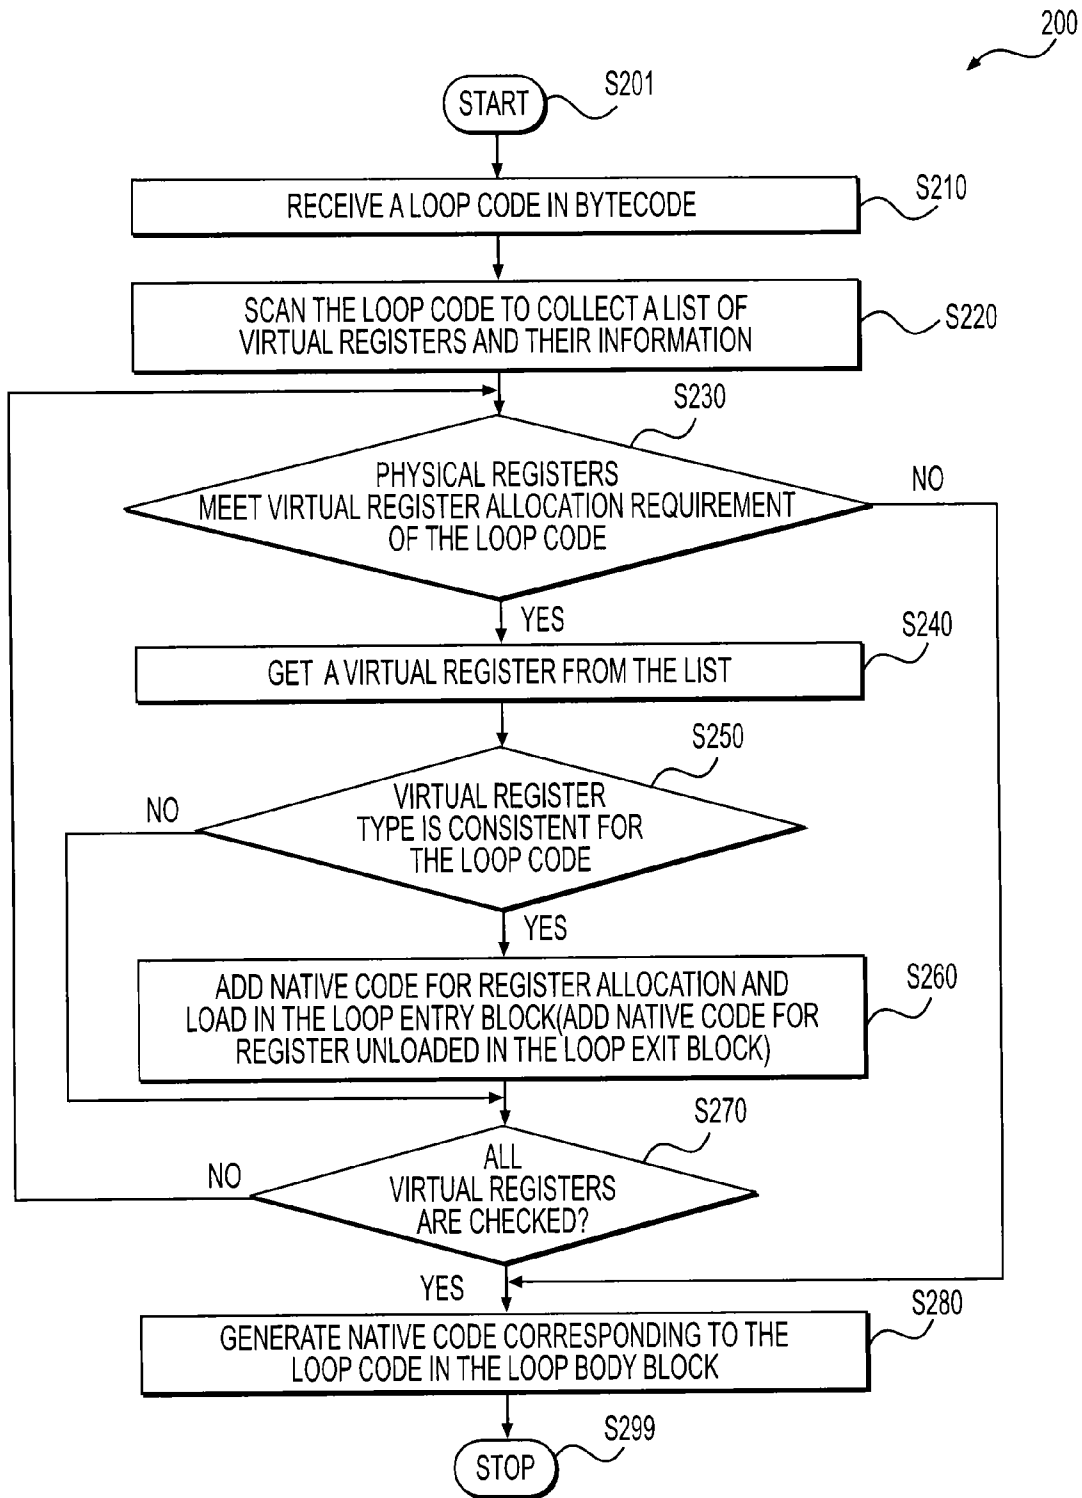 200
START
S201
RECEIVE A LOOP CODE IN BYTECODE
S210
SCAN THE LOOP CODE TO COLLECT A LIST OF
VIRTUAL REGISTERS AND THEIR INFORMATION
S220
S230
PHYSICAL REGISTERS
MEET VIRTUAL REGISTER ALLOCATION REQUIREMENT
OF THE LOOP CODE
NO
YES
S240
GET A VIRTUAL REGISTER FROM THE LIST
S250
NO
VIRTUAL REGISTER
TYPE IS CONSISTENT FOR
THE LOOP CODE
YES
S260
ADD NATIVE CODE FOR REGISTER ALLOCATION AND
LOAD IN THE LOOP ENTRY BLOCK(ADD NATIVE CODE FOR
REGISTER UNLOADED IN THE LOOP EXIT BLOCK)
S270
NO
ALL
VIRTUAL REGISTERS
ARE CHECKED?
YES
S280
GENERATE NATIVE CODE CORRESPONDING TO THE
LOOP CODE IN THE LOOP BODY BLOCK
S299
STOP